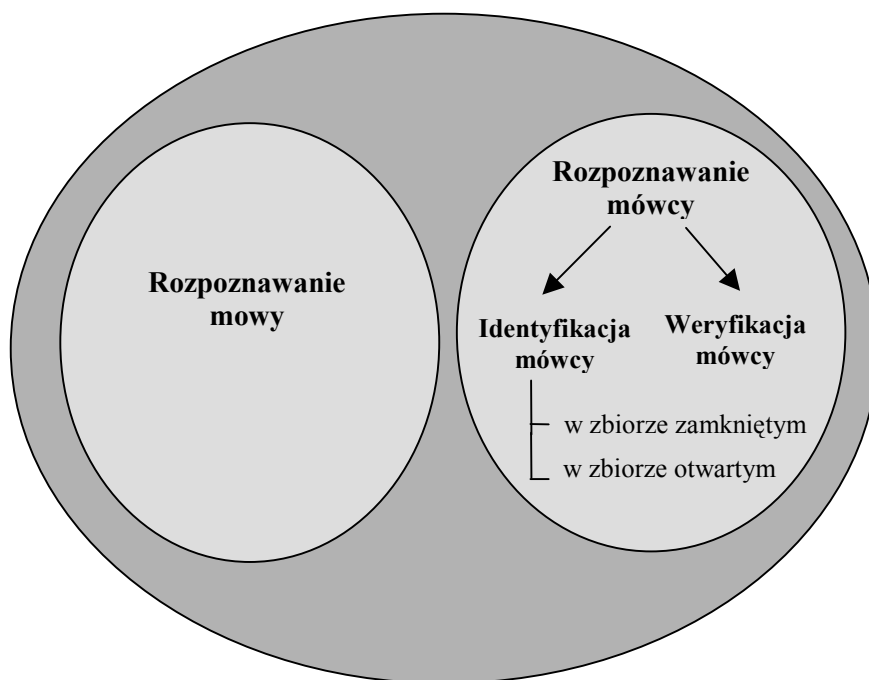 Rozpoznawanie
mowy
Rozpoznawanie
mówcy
Identyfikacja
mówcy
Weryfikacja
mówcy
w zbiorze zamkniętym
w zbiorze otwartym